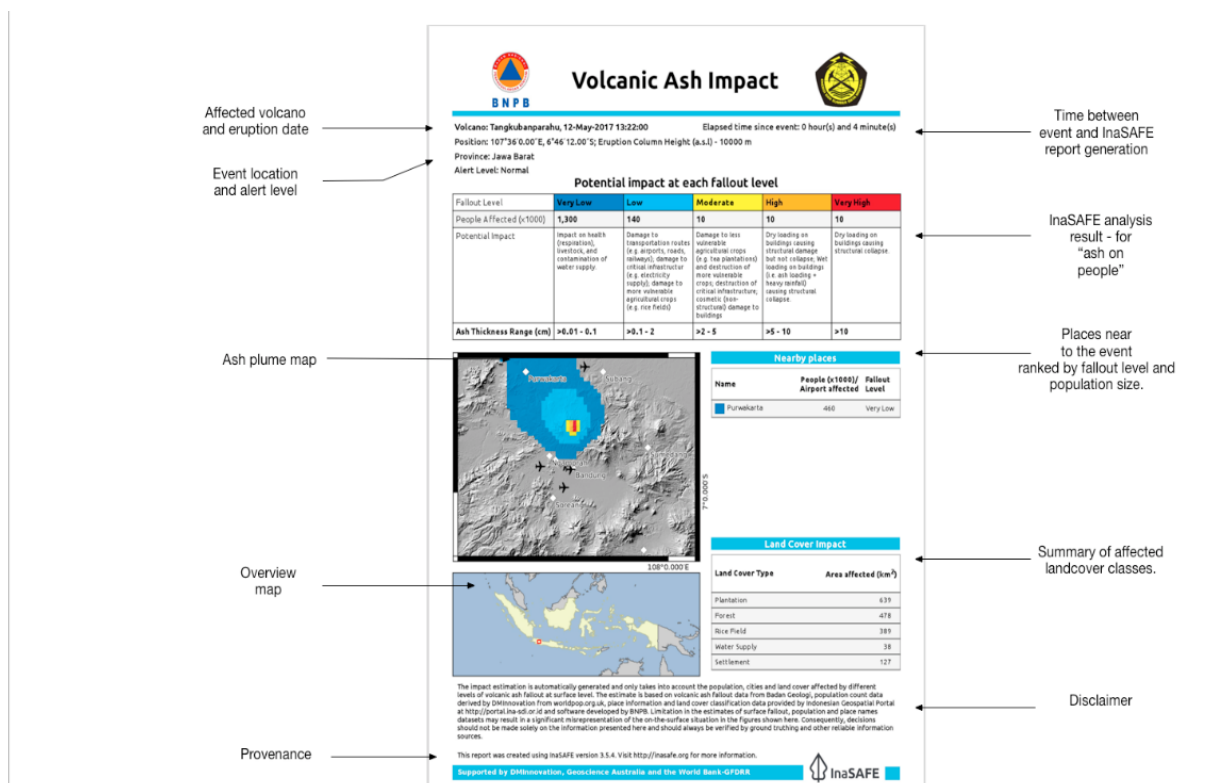 BNPB
Volcanic Ash Impact
Affected volcano
and eruption date
Volcano: Tangkubanparahu, 12-May-2017 13:22:00
Elapsed time since event: 0 hour(s) and 4 minute(s)
Position: 107°36'0.00"E, 6°46'12.00"S; Eruption Column Height (a.s.l) - 10000 m
Province: Jawa Barat
Alert Level: Normal
Time between
event and InaSAFE
report generation
Event location
and alert level
Potential impact at each fallout level
Fallout Level Very Low Low Moderate High Very High
People Affected (x1000) 1,300 140 10 10 10
Potential Impact
Impact on health
(respiration),
livestock, and
contamination of
water supply.
Damage to
transportation routes
(e.g. airports, roads,
railways); damage to
critical infrastructur
(e.g. electricity
supply); damage to
more vulnerable
agricultural crops
(e.g. rice fields)
Damage to less
vulnerable
agricultural crops
(e.g. tea plantations)
and destruction of
more vulnerable
crops; destruction of
critical infrastructure;
cosmetic (non-
structural) damage to
buildings
Dry loading on
buildings causing
structural damage
but not collapse; Wet
loading on buildings
(i.e. ash loading +
heavy rainfall)
causing structural
collapse.
Dry loading on
buildings causing
structural collapse.
Ash Thickness Range (cm) >0.01 - 0.1 >0.1 - 2 >2 - 5 >5 - 10 >10
InaSAFE analysis
result - for
“ash on
people”
Ash plume map
Purwakarta
Subang
Sumedang
Bandung
Soreang
7°0.000'S
108°0.000'E
Nearby places
Name People (x1000)/ Airport affected Fallout Level
Purwakarta 460 Very Low
Places near
to the event
ranked by fallout level and
population size.
Land Cover Impact
Land Cover Type Area affected (km²)
Plantation 639
Forest 478
Rice Field 389
Water Supply 38
Settlement 127
Summary of affected
landcover classes.
Overview
map
The impact estimation is automatically generated and only takes into account the population, cities and land cover affected by different
levels of volcanic ash fallout at surface level. The estimate is based on volcanic ash fallout data from Badan Geologi, population count data
derived by DMInnovation from worldpop.org.uk, place information and land cover classification data provided by Indonesian Geospatial Portal
at http://portal.ina-sdi.or.id and software developed by BNPB. Limitation in the estimates of surface fallout, population and place names
datasets may result in a significant misrepresentation of the on-the-surface situation in the figures shown here. Consequently, decisions
should not be made solely on the information presented here and should always be verified by ground truthing and other reliable information
sources.
Disclaimer
Provenance
This report was created using InaSAFE version 3.5.4. Visit http://inasafe.org for more information.
Supported by DMInnovation, Geoscience Australia and the World Bank-GFDRR
InaSAFE